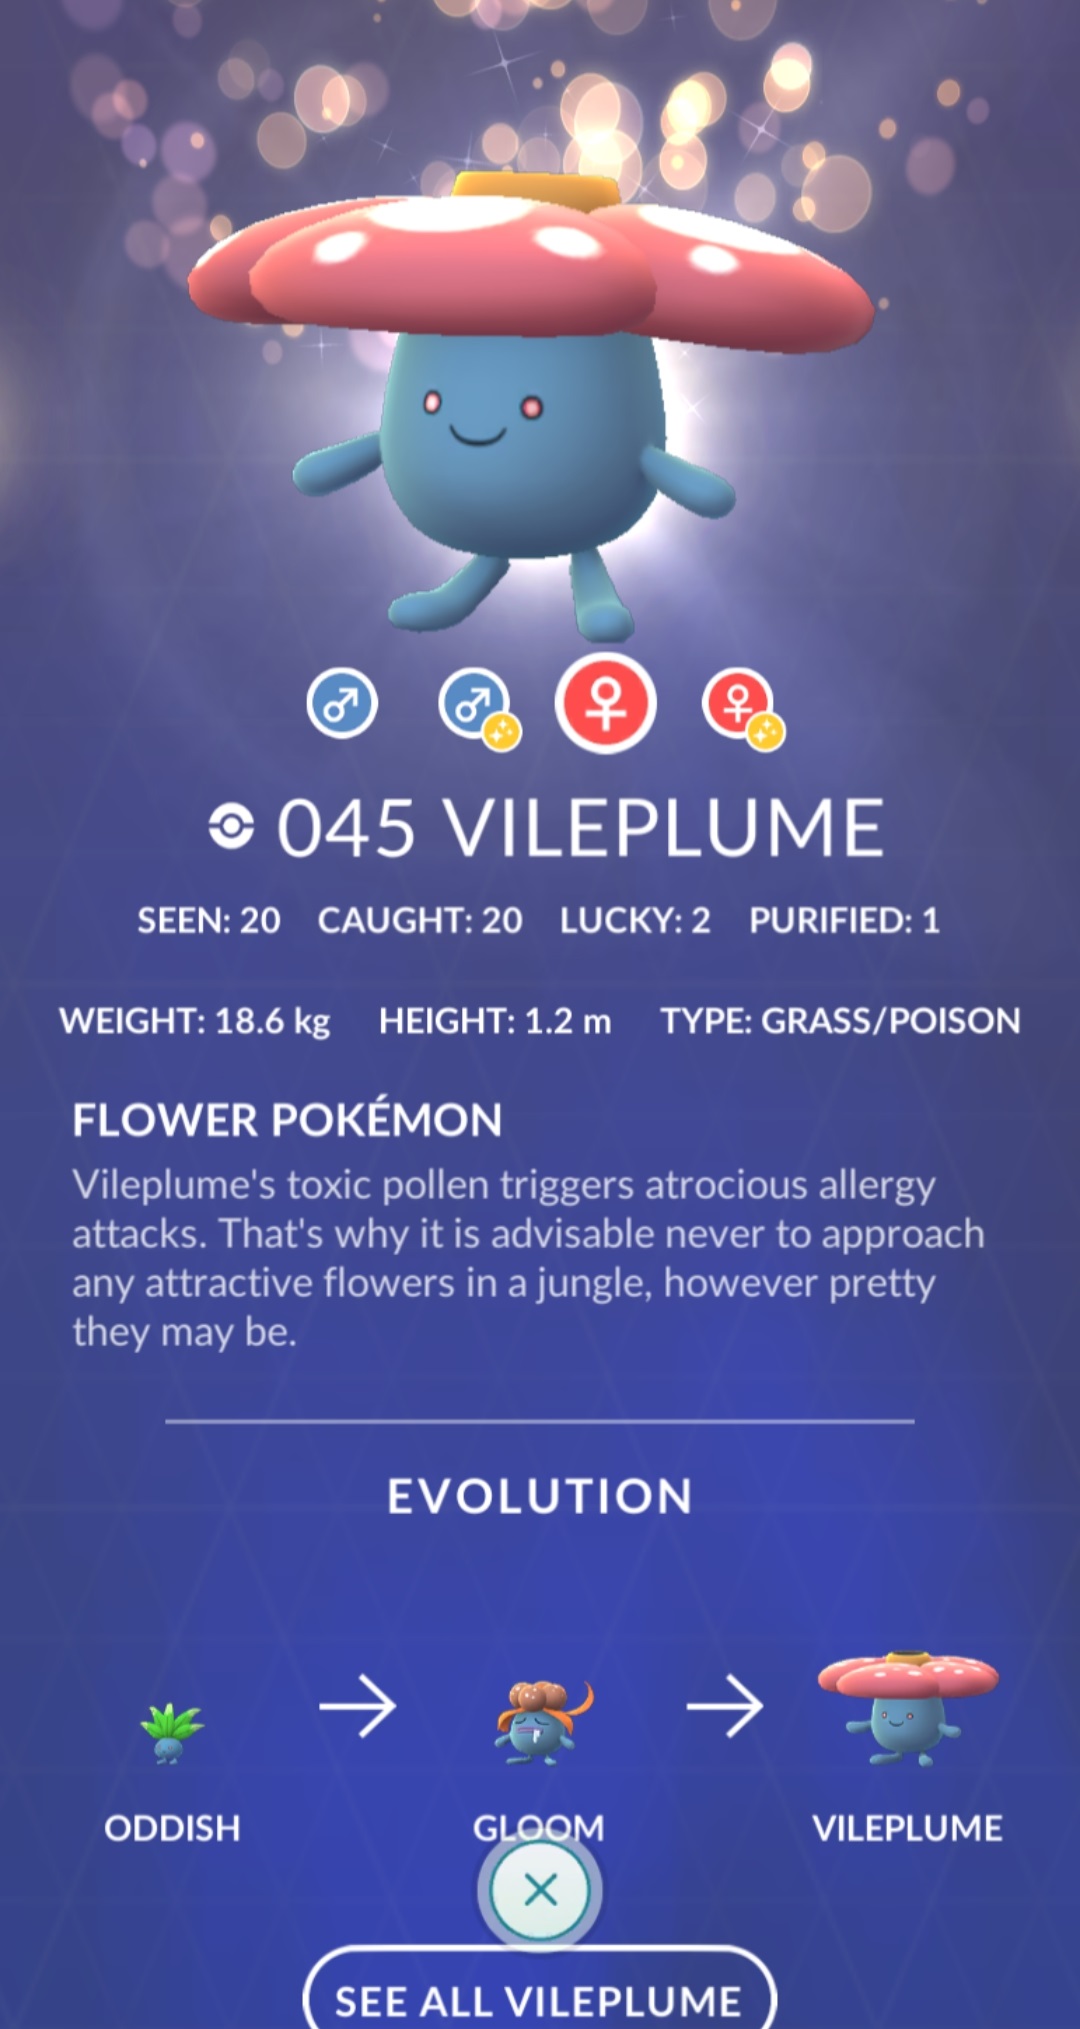 045 VILEPLUME
SEEN: 20 CAUGHT: 20 LUCKY: 2 PURIFIED: 1
WEIGHT: 18.6 kg HEIGHT: 1.2 m TYPE: GRASS/POISON
FLOWER POKÉMON
Vileplume's toxic pollen triggers atrocious allergy
attacks. That's why it is advisable never to approach
any attractive flowers in a jungle, however pretty
they may be.
EVOLUTION
ODDISH GLOOM VILEPLUME
SEE ALL VILEPLUME